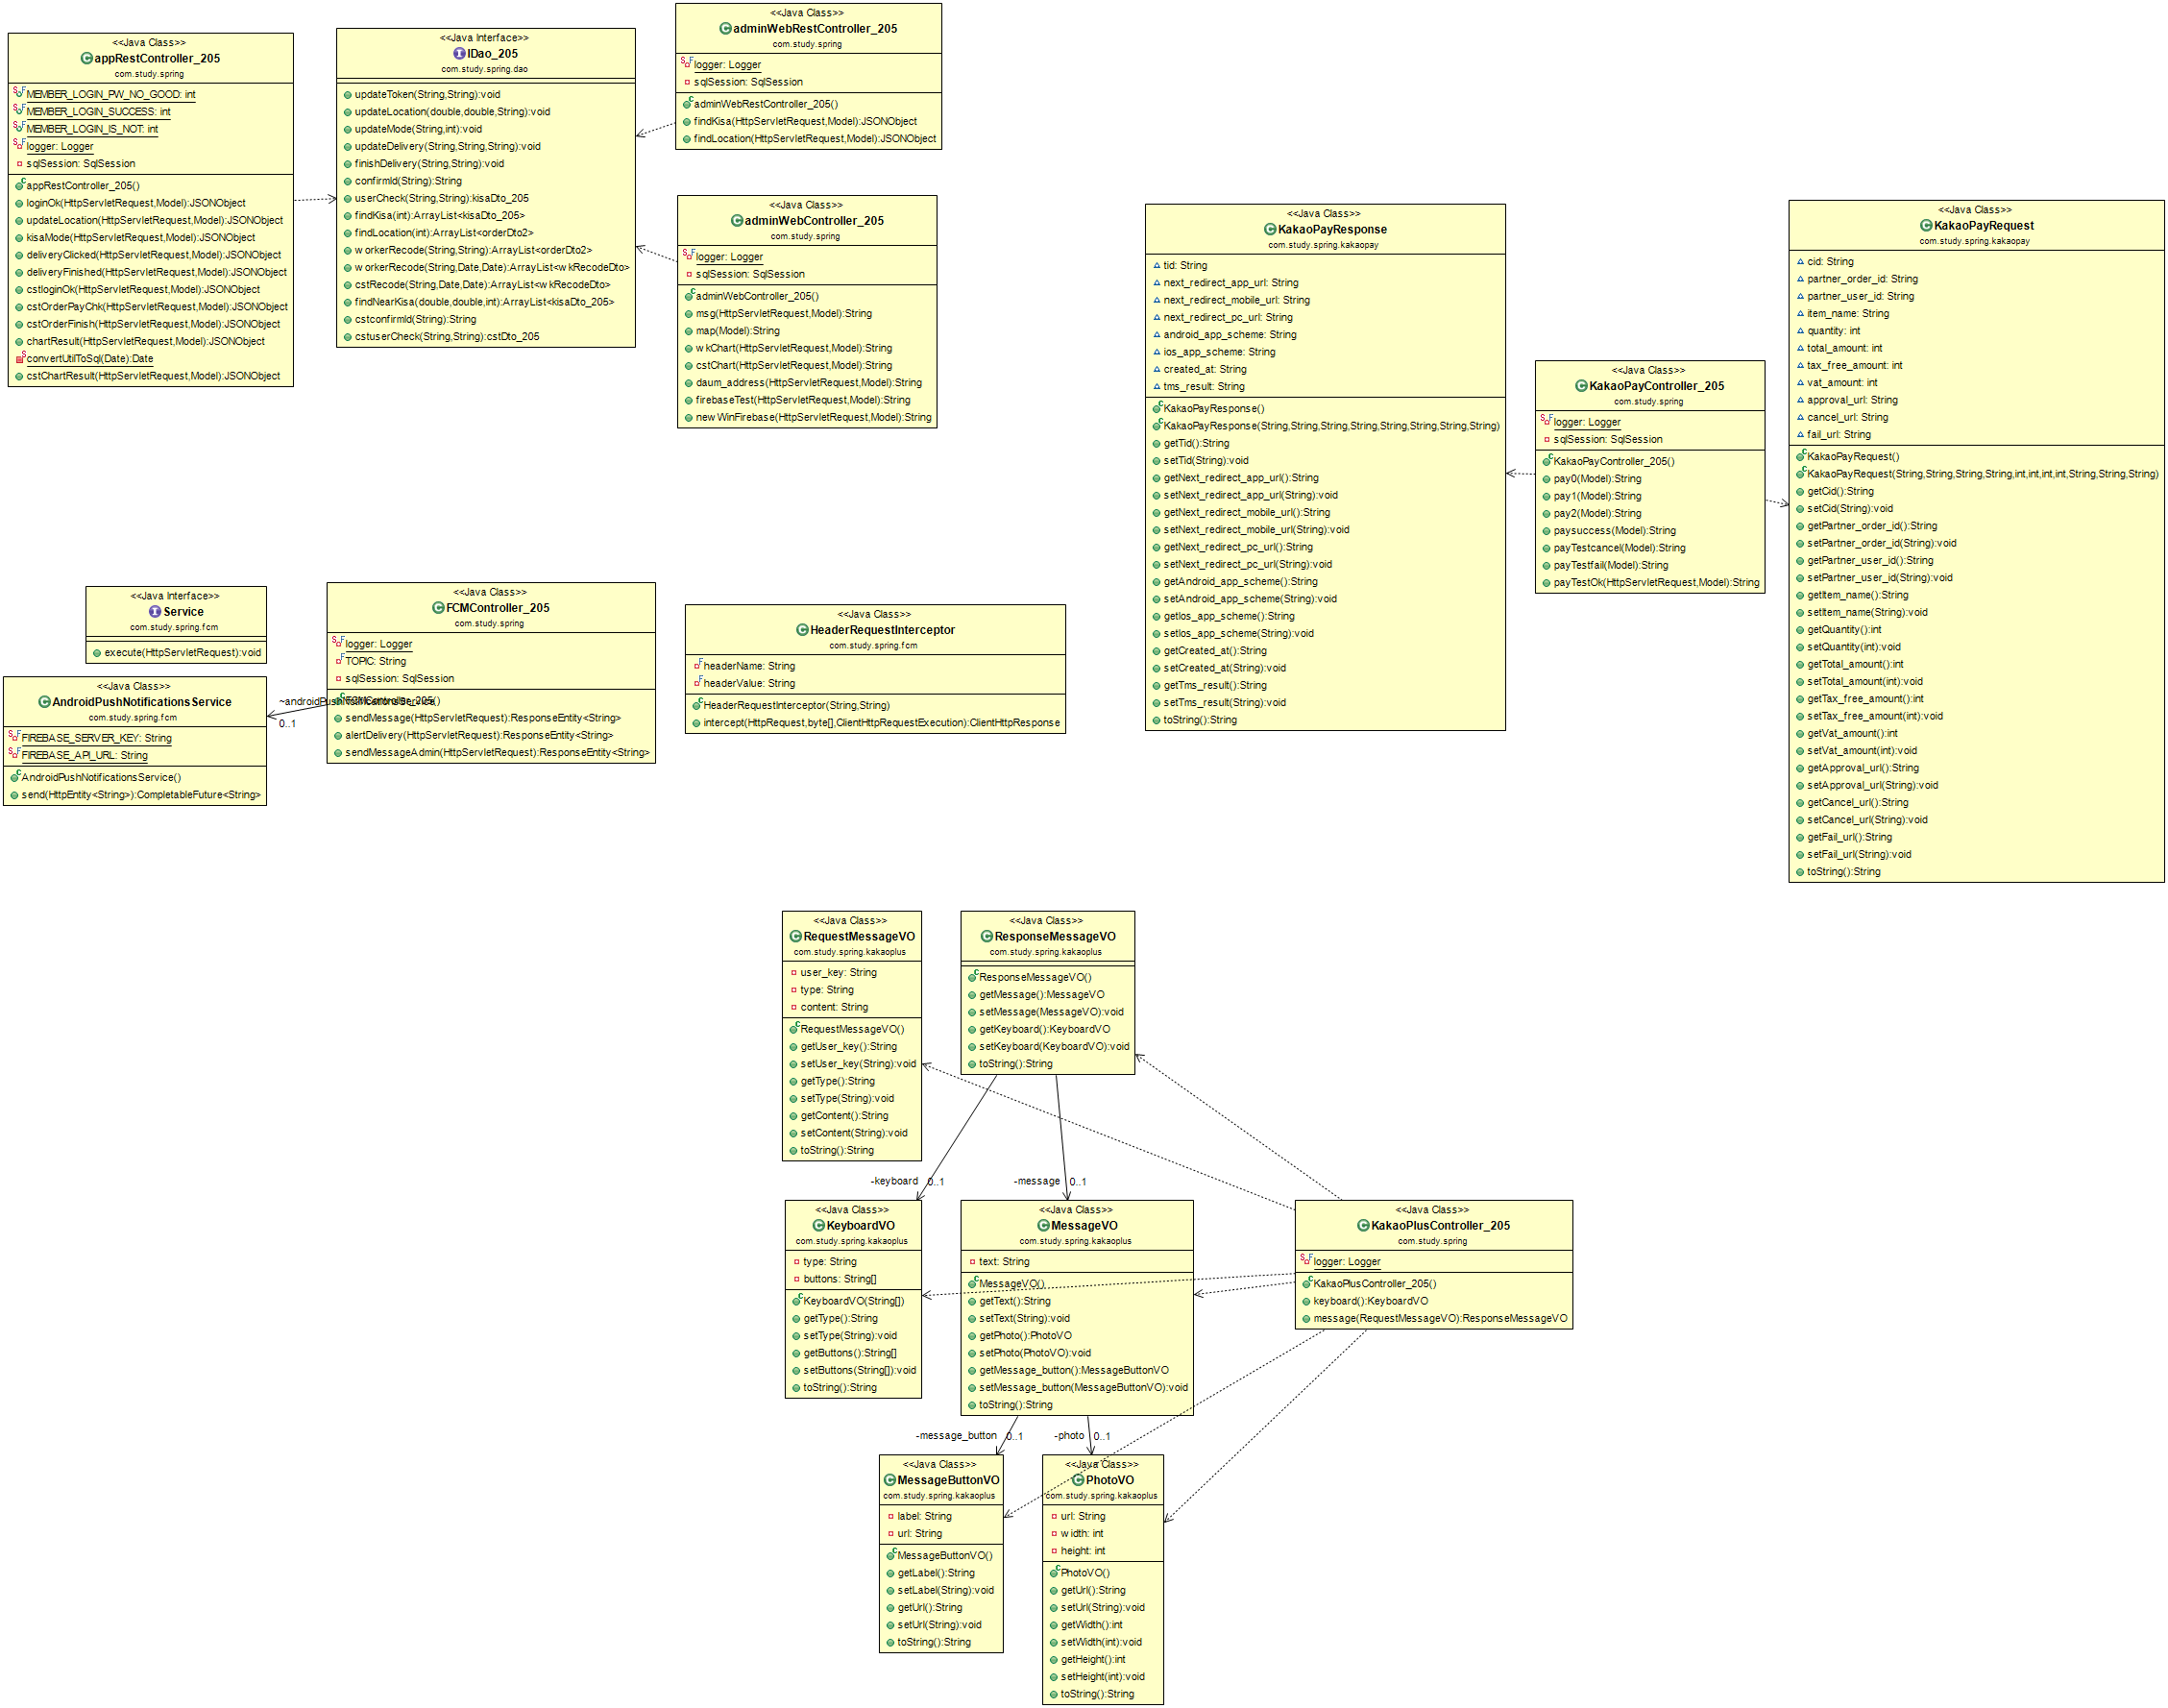 <<Java Class>>
appRestController_205
com.study.spring
MEMBER_LOGIN_PW_NO_GOOD: int
MEMBER_LOGIN_SUCCESS: int
MEMBER_LOGIN_IS_NOT: int
logger: Logger
sqlSession: SqlSession
appRestController_205()
loginOk(HttpServletRequest,Model):JSONObject
updateLocation(HttpServletRequest,Model):JSONObject
kisaMode(HttpServletRequest,Model):JSONObject
deliveryClicked(HttpServletRequest,Model):JSONObject
deliveryFinished(HttpServletRequest,Model):JSONObject
cstloginOk(HttpServletRequest,Model):JSONObject
cstOrderPayChk(HttpServletRequest,Model):JSONObject
cstOrderFinish(HttpServletRequest,Model):JSONObject
chartResult(HttpServletRequest,Model):JSONObject
convertUtilToSql(Date):Date
cstChartResult(HttpServletRequest,Model):JSONObject
<<Java Interface>>
IDao_205
com.study.spring.dao
updateToken(String,String):void
updateLocation(double,double,String):void
updateMode(String,int):void
updateDelivery(String,String,String):void
finishDelivery(String,String):void
confirmId(String):String
userCheck(String,String):kisaDto_205
findKisa(int):ArrayList<kisaDto_205>
findLocation(int):ArrayList<orderDto2>
workerRecode(String,String):ArrayList<orderDto2>
workerRecode(String,Date,Date):ArrayList<wkRecodeDto>
cstRecode(String,Date,Date):ArrayList<wkRecodeDto>
findNearKisa(double,double,int):ArrayList<kisaDto_205>
cstconfirmId(String):String
cstuserCheck(String,String):cstDto_205
<<Java Class>>
adminWebRestController_205
com.study.spring
logger: Logger
sqlSession: SqlSession
adminWebRestController_205()
findKisa(HttpServletRequest,Model):JSONObject
findLocation(HttpServletRequest,Model):JSONObject
<<Java Class>>
adminWebController_205
com.study.spring
logger: Logger
sqlSession: SqlSession
adminWebController_205()
msg(HttpServletRequest,Model):String
map(Model):String
wkChart(HttpServletRequest,Model):String
cstChart(HttpServletRequest,Model):String
daum_address(HttpServletRequest,Model):String
firebaseTest(HttpServletRequest,Model):String
newWinFirebase(HttpServletRequest,Model):String
<<Java Class>>
KakaoPayResponse
com.study.spring.kakaopay
tid: String
next_redirect_app_url: String
next_redirect_mobile_url: String
next_redirect_pc_url: String
android_app_scheme: String
ios_app_scheme: String
created_at: String
tms_result: String
KakaoPayResponse()
KakaoPayResponse(String,String,String,String,String,String,String,String)
getTid():String
setTid(String):void
getNext_redirect_app_url():String
setNext_redirect_app_url(String):void
getNext_redirect_mobile_url():String
setNext_redirect_mobile_url(String):void
getNext_redirect_pc_url():String
setNext_redirect_pc_url(String):void
getAndroid_app_scheme():String
setAndroid_app_scheme(String):void
getIos_app_scheme():String
setIos_app_scheme(String):void
getCreated_at():String
setCreated_at(String):void
getTms_result():String
setTms_result(String):void
toString():String
<<Java Class>>
KakaoPayController_205
com.study.spring
logger: Logger
sqlSession: SqlSession
KakaoPayController_205()
pay0(Model):String
pay1(Model):String
pay2(Model):String
paysuccess(Model):String
payTestcancel(Model):String
payTestfail(Model):String
payTestOk(HttpServletRequest,Model):String
<<Java Class>>
KakaoPayRequest
com.study.spring.kakaopay
cid: String
partner_order_id: String
partner_user_id: String
item_name: String
quantity: int
total_amount: int
tax_free_amount: int
vat_amount: int
approval_url: String
cancel_url: String
fail_url: String
KakaoPayRequest()
KakaoPayRequest(String,String,String,String,int,int,int,int,String,String,String)
getCid():String
setCid(String):void
getPartner_order_id():String
setPartner_order_id(String):void
getPartner_user_id():String
setPartner_user_id(String):void
getItem_name():String
setItem_name(String):void
getQuantity():int
setQuantity(int):void
getTotal_amount():int
setTotal_amount(int):void
getTax_free_amount():int
setTax_free_amount(int):void
getVat_amount():int
setVat_amount(int):void
getApproval_url():String
setApproval_url(String):void
getCancel_url():String
setCancel_url(String):void
getFail_url():String
setFail_url(String):void
toString():String
<<Java Interface>>
Service
com.study.spring.fcm
execute(HttpServletRequest):void
<<Java Class>>
AndroidPushNotificationsService
com.study.spring.fcm
FIREBASE_SERVER_KEY: String
FIREBASE_API_URL: String
AndroidPushNotificationsService()
send(HttpEntity<String>):CompletableFuture<String>
~androidPushNotificationsService
0..1
<<Java Class>>
FCMController_205
com.study.spring
logger: Logger
TOPIC: String
sqlSession: SqlSession
FCMController_205()
sendMessage(HttpServletRequest):ResponseEntity<String>
alertDelivery(HttpServletRequest):ResponseEntity<String>
sendMessageAdmin(HttpServletRequest):ResponseEntity<String>
<<Java Class>>
HeaderRequestInterceptor
com.study.spring.fcm
headerName: String
headerValue: String
HeaderRequestInterceptor(String,String)
intercept(HttpRequest,byte[],ClientHttpRequestExecution):ClientHttpResponse
<<Java Class>>
RequestMessageVO
com.study.spring.kakaoplus
user_key: String
type: String
content: String
RequestMessageVO()
getUser_key():String
setUser_key(String):void
getType():String
setType(String):void
getContent():String
setContent(String):void
toString():String
<<Java Class>>
ResponseMessageVO
com.study.spring.kakaoplus
ResponseMessageVO()
getMessage():MessageVO
setMessage(MessageVO):void
getKeyboard():KeyboardVO
setKeyboard(KeyboardVO):void
toString():String
-keyboard
0..1
-message
0..1
<<Java Class>>
KeyboardVO
com.study.spring.kakaoplus
type: String
buttons: String[]
KeyboardVO(String[])
getType():String
setType(String):void
getButtons():String[]
setButtons(String[]):void
toString():String
<<Java Class>>
MessageVO
com.study.spring.kakaoplus
text: String
MessageVO()
getText():String
setText(String):void
getPhoto():PhotoVO
setPhoto(PhotoVO):void
getMessage_button():MessageButtonVO
setMessage_button(MessageButtonVO):void
toString():String
<<Java Class>>
KakaoPlusController_205
com.study.spring
logger: Logger
KakaoPlusController_205()
keyboard():KeyboardVO
message(RequestMessageVO):ResponseMessageVO
-message_button
0..1
-photo
0..1
<<Java Class>>
MessageButtonVO
com.study.spring.kakaoplus
label: String
url: String
MessageButtonVO()
getLabel():String
setLabel(String):void
getUrl():String
setUrl(String):void
toString():String
<<Java Class>>
PhotoVO
com.study.spring.kakaoplus
url: String
width: int
height: int
PhotoVO()
getUrl():String
setUrl(String):void
getWidth():int
setWidth(int):void
getHeight():int
setHeight(int):void
toString():String